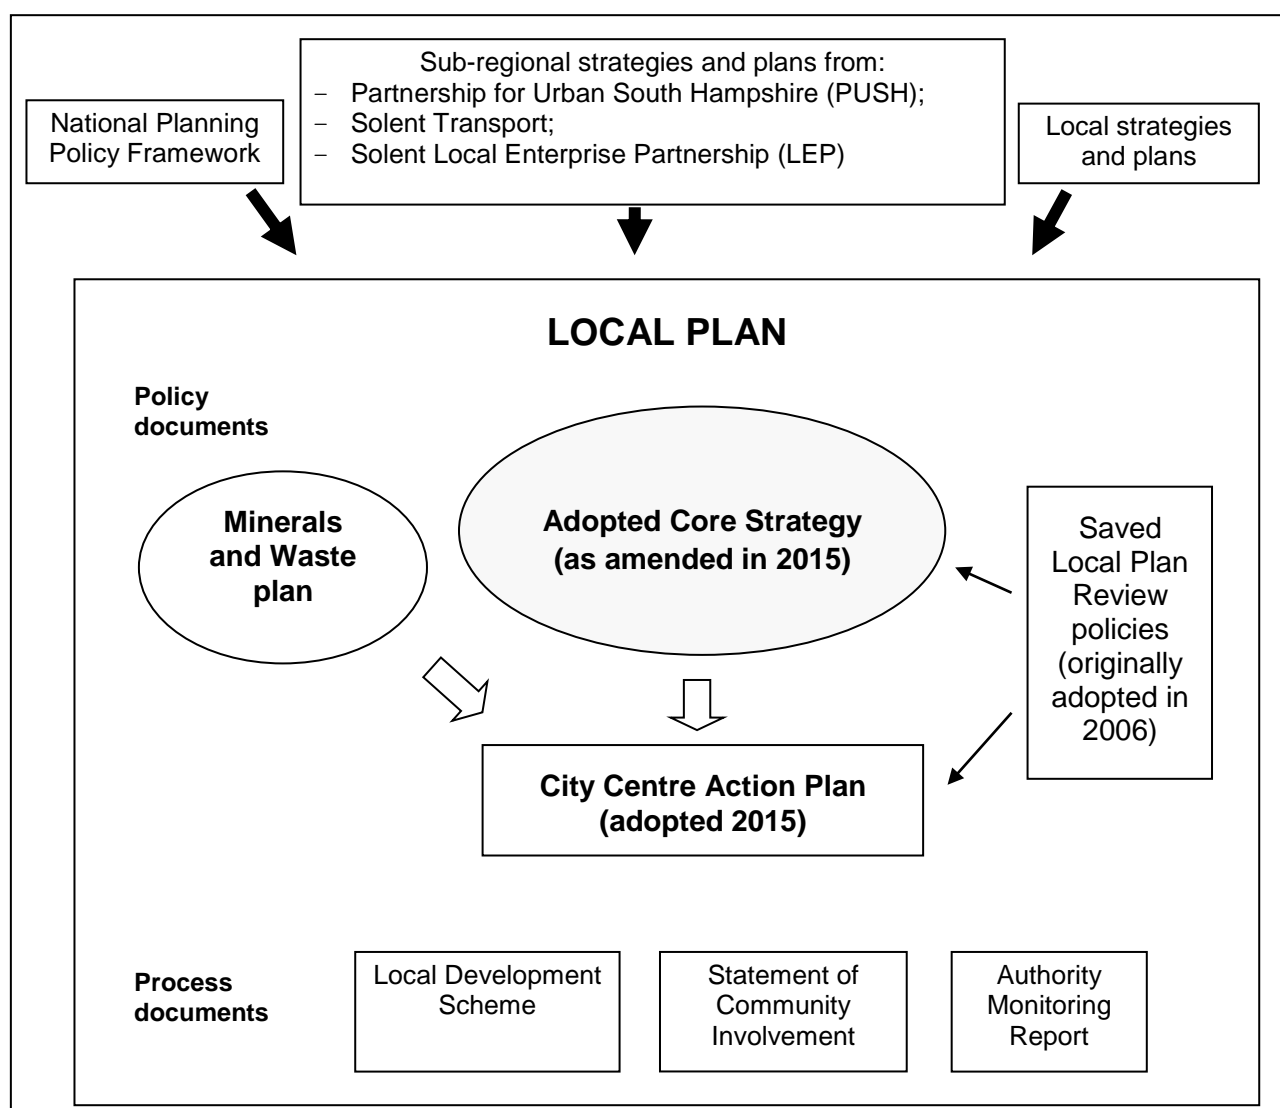 Sub-regional strategies and plans from:
- Partnership for Urban South Hampshire (PUSH);
- Solent Transport;
- Solent Local Enterprise Partnership (LEP)
National Planning
Policy Framework
Local strategies
and plans
LOCAL PLAN
Policy
documents
Minerals
and Waste
plan
Adopted Core Strategy
(as amended in 2015)
Saved
Local Plan
Review
policies
(originally
adopted in
2006)
City Centre Action Plan
(adopted 2015)
Process
documents
Local Development
Scheme
Statement of
Community
Involvement
Authority
Monitoring
Report